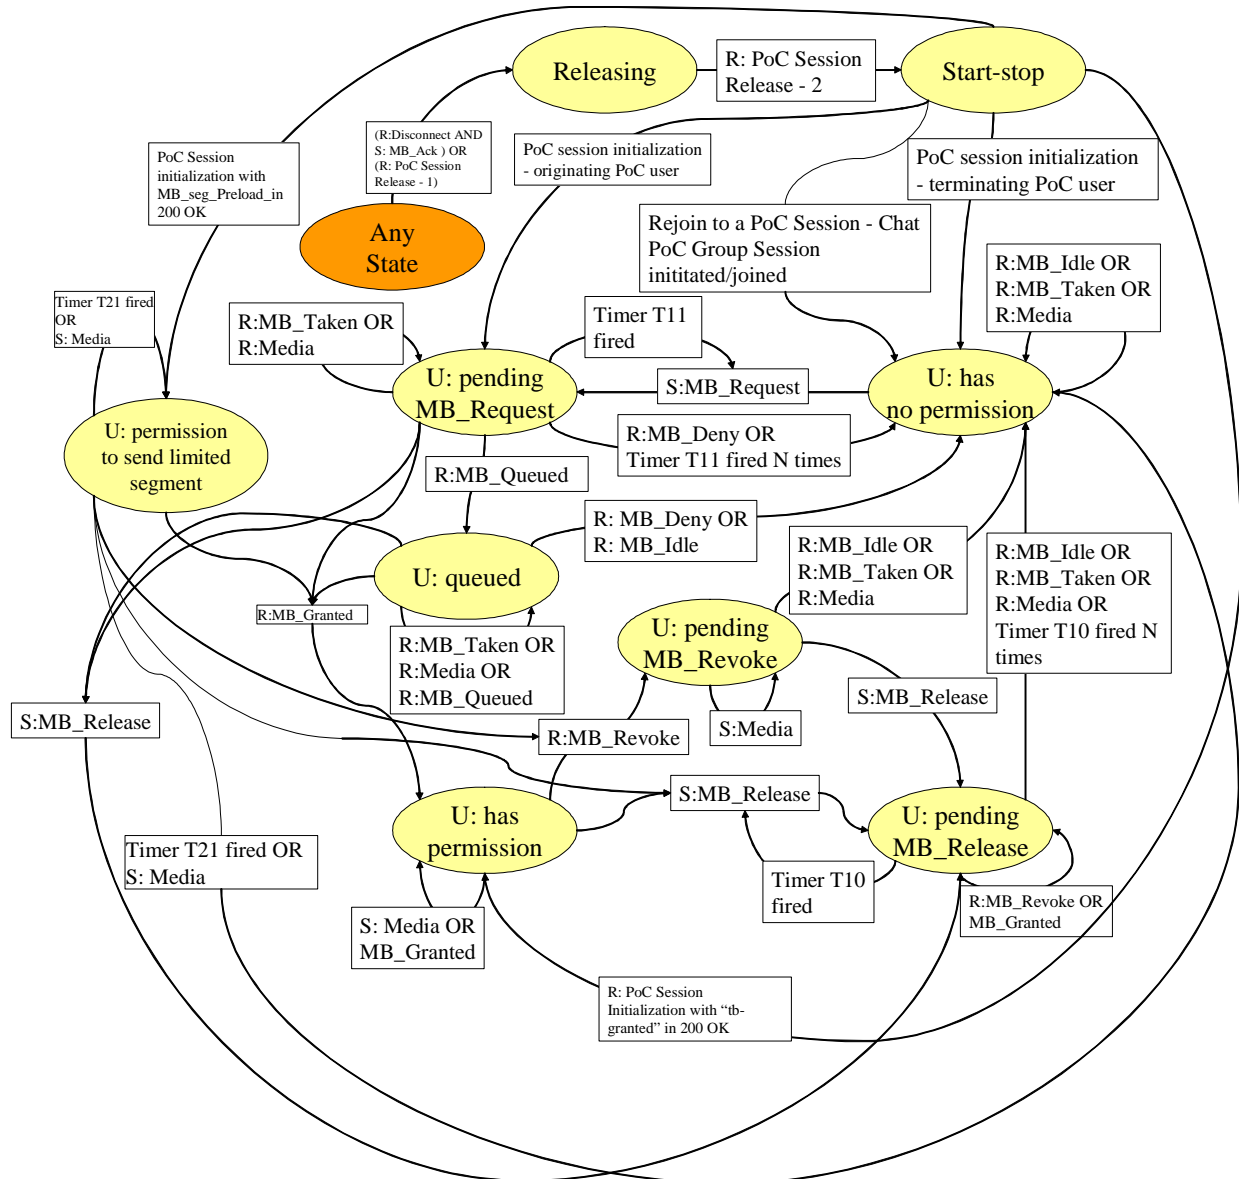 Releasing
R: PoC Session
Release - 2
Start-stop
PoC Session
initialization with
MB_seg_Preload_in
200 OK
(R:Disconnect AND
S: MB_Ack ) OR
(R: PoC Session
Release - 1)
PoC session initialization
- originating PoC user
PoC session initialization
- terminating PoC user
Any
State
Rejoin to a PoC Session - Chat
PoC Group Session
inititated/joined
R:MB_Idle OR
R:MB_Taken OR
R:Media
Timer T21 fired
OR
S: Media
R:MB_Taken OR
R:Media
Timer T11
fired
U: pending
MB_Request
S:MB_Request
U: has
no permission
U: permission
to send limited
segment
R:MB_Deny OR
Timer T11 fired N times
R:MB_Queued
R: MB_Deny OR
R: MB_Idle
U: queued
R:MB_Idle OR
R:MB_Taken OR
R:Media
R:MB_Idle OR
R:MB_Taken OR
R:Media OR
Timer T10 fired N
times
R:MB_Granted
R:MB_Taken OR
R:Media OR
R:MB_Queued
U: pending
MB_Revoke
S:MB_Release
S:MB_Release
R:MB_Revoke
S:Media
S:MB_Release
U: has
permission
U: pending
MB_Release
Timer T21 fired OR
S: Media
Timer T10
fired
R:MB_Revoke OR
MB_Granted
S: Media OR
MB_Granted
R: PoC Session
Initialization with “tb-
granted” in 200 OK